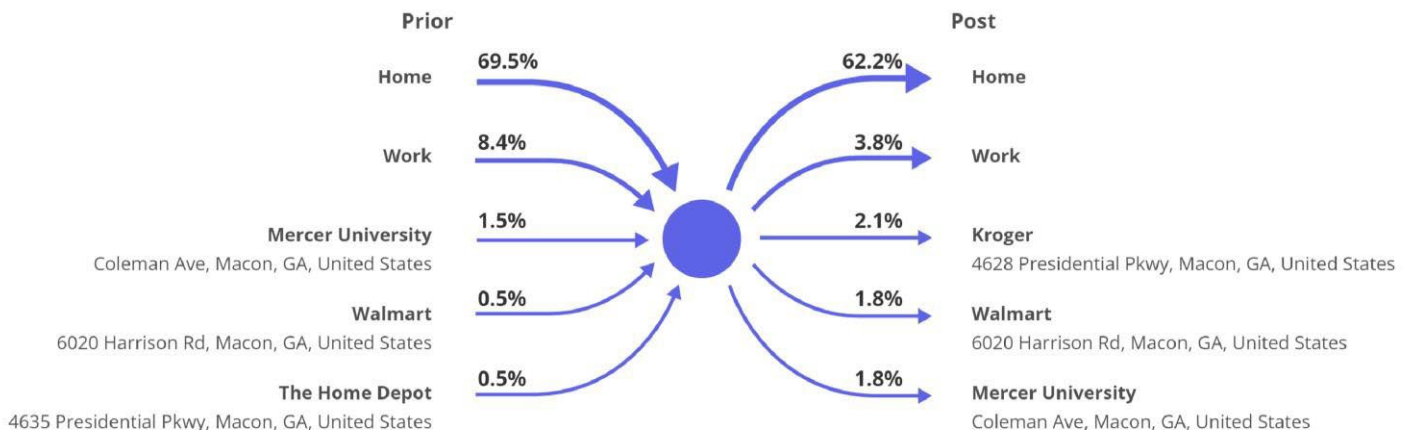 Prior
Post
69.5%
Home
8.4%
Work
1.5%
Mercer University
Coleman Ave, Macon, GA, United States
0.5%
Walmart
6020 Harrison Rd, Macon, GA, United States
0.5%
The Home Depot
4635 Presidential Pkwy, Macon, GA, United States
62.2%
Home
3.8%
Work
2.1%
Kroger
4628 Presidential Pkwy, Macon, GA, United States
1.8%
Walmart
6020 Harrison Rd, Macon, GA, United States
1.8%
Mercer University
Coleman Ave, Macon, GA, United States